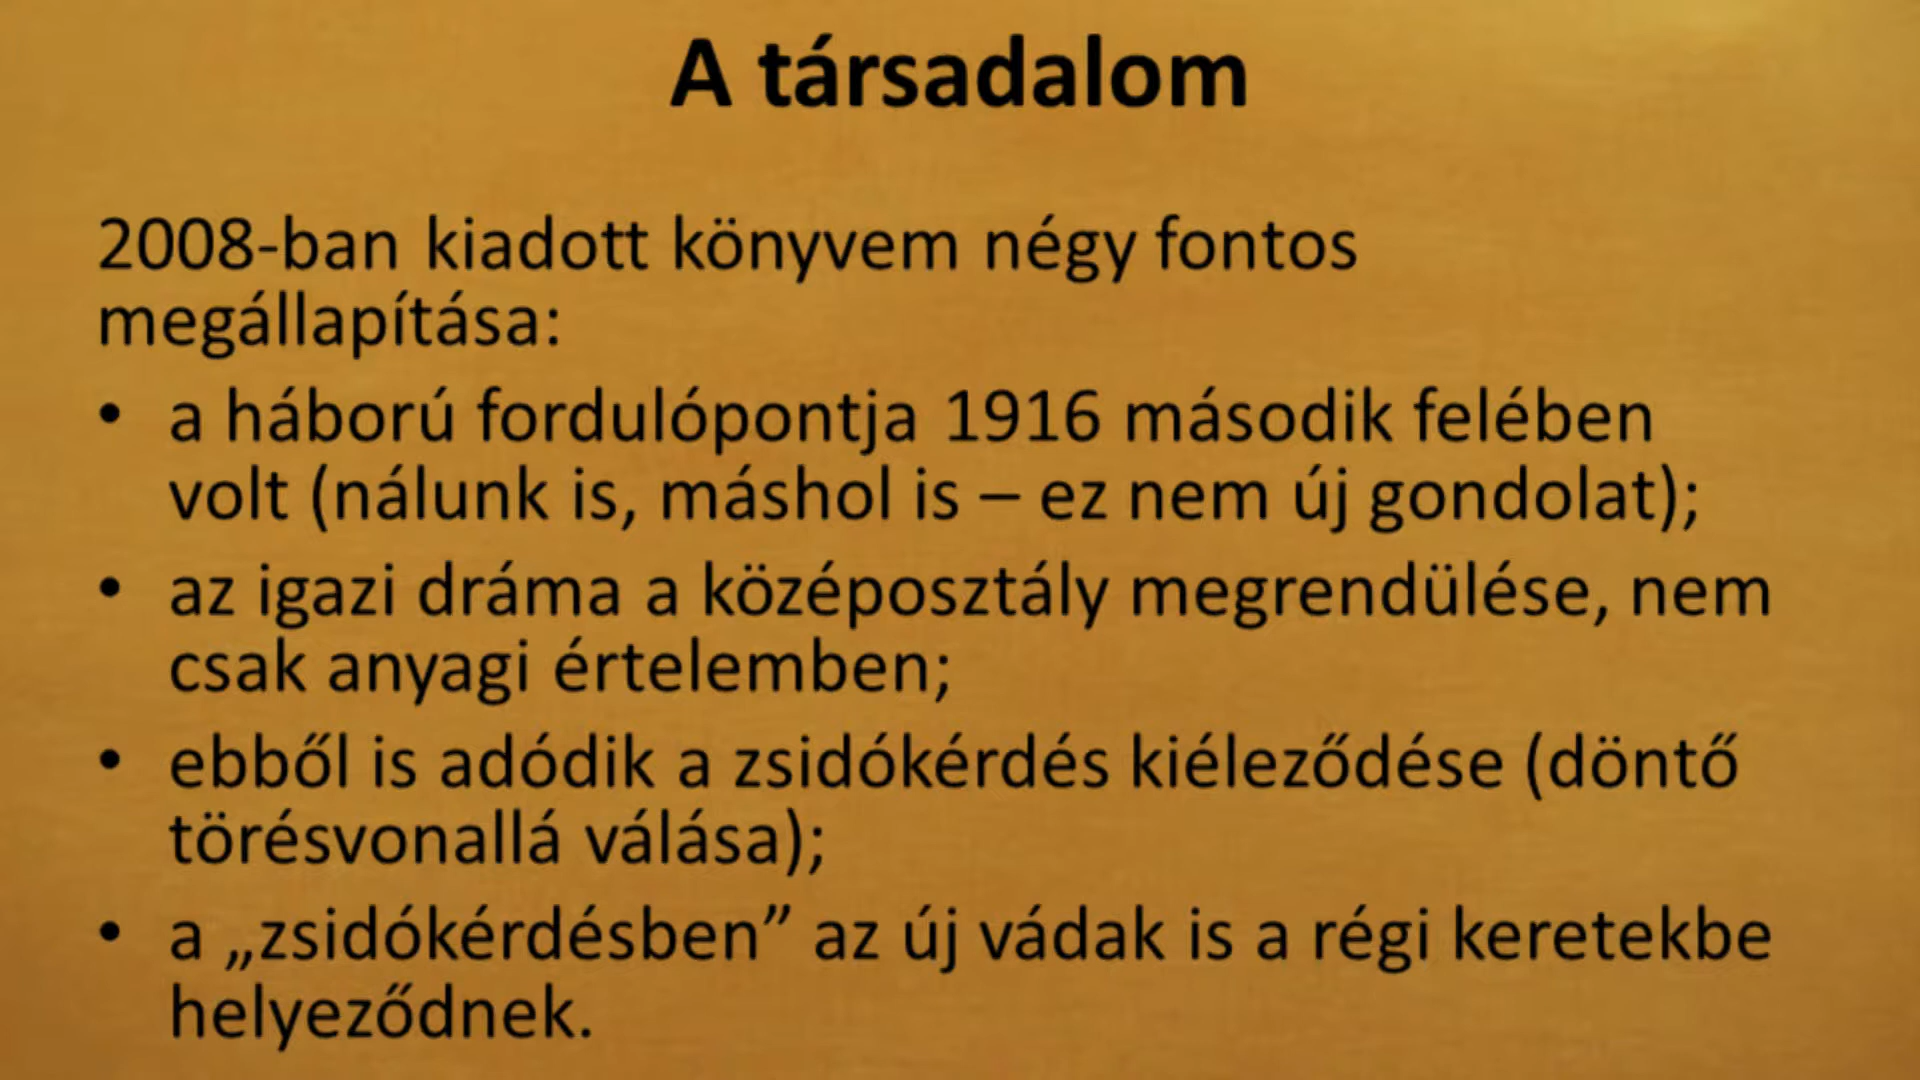 A társadalom
2008-ban kiadott könyvem négy fontos
megállapítása:
• a háború fordulópontja 1916 második felében
volt (nálunk is, máshol is – ez nem új gondolat);
• az igazi dráma a középosztály megrendülése, nem
csak anyagi értelemben;
• ebből is adódik a zsidókérdés kiéleződése (döntő
törésvonallá válása);
• a „zsidókérdésben” az új vádak is a régi keretekbe
helyeződnek.